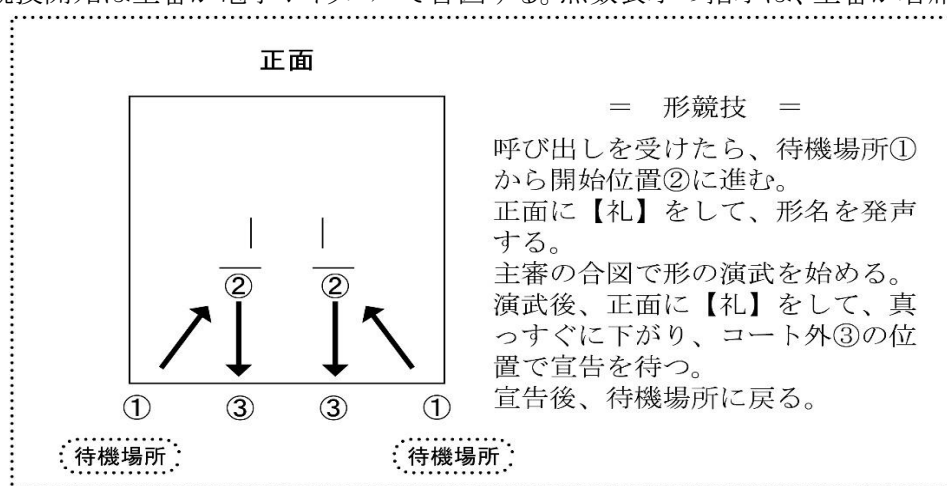 正面
＝ 形競技 ＝
呼び出しを受けたら、待機場所①
から開始位置②に進む。
正面に【礼】をして、形名を発声
する。
主審の合図で形の演武を始める。
演武後、正面に【礼】をして、真
っすぐに下がり、コート外③の位
置で宣告を待つ。
宣告後、待機場所に戻る。
② ②
① ③ ③ ①
待機場所 待機場所